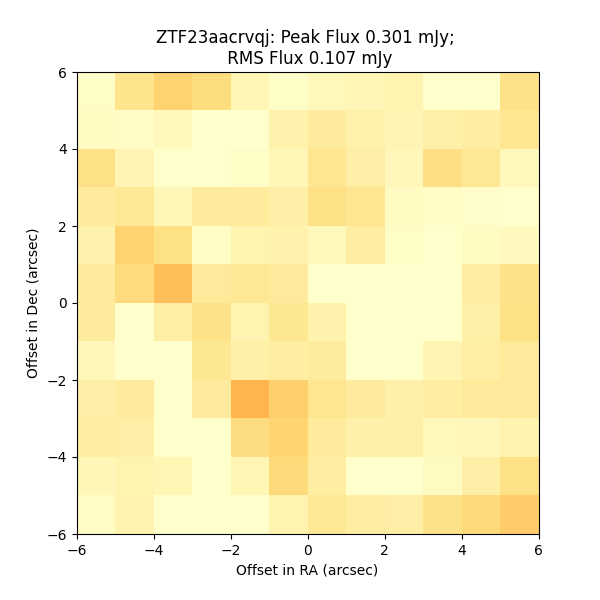 ZTF23aacrvqj: Peak Flux 0.301 mJy;
RMS Flux 0.107 mJy
6
4
2
0
−2
−4
−6
Offset in Dec (arcsec)
−6 −4 −2 0 2 4 6
Offset in RA (arcsec)